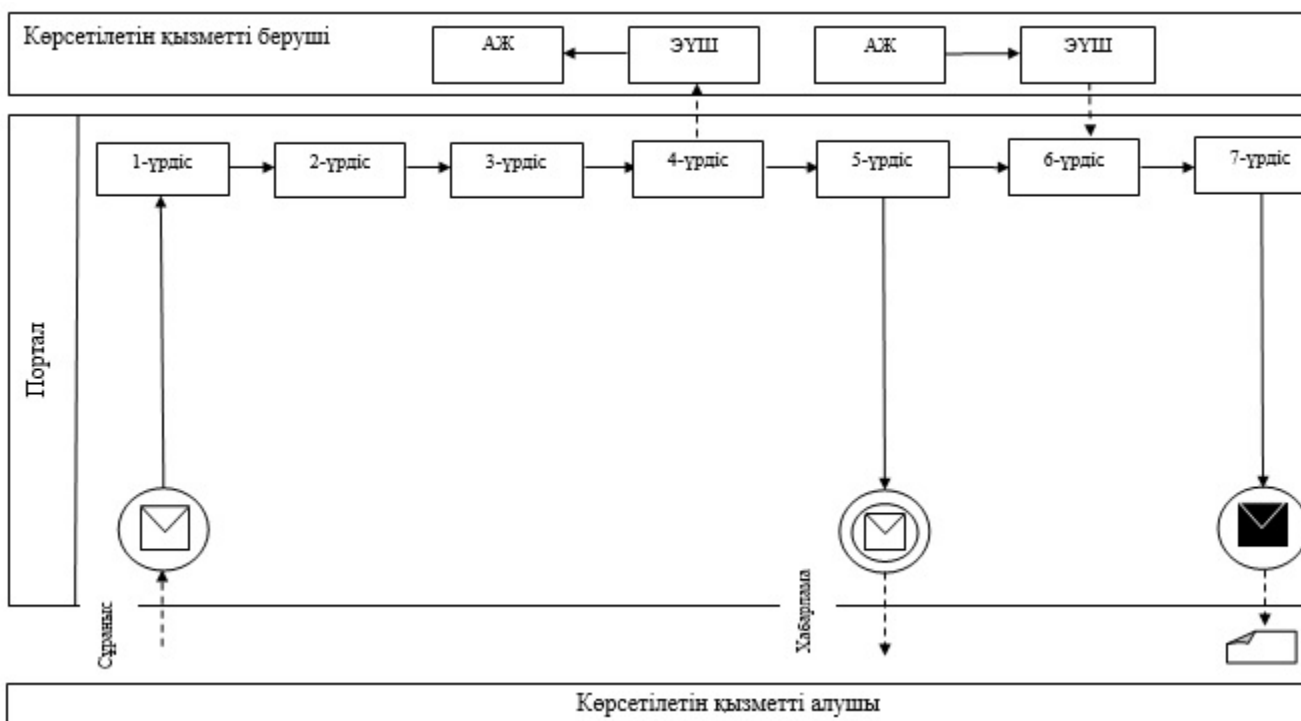 Көрсетілетін қызметті беруші
АЖ
ЭҮШ
АЖ
ЭҮШ
Портал
1-үрдіс
2-үрдіс
3-үрдіс
4-үрдіс
5-үрдіс
6-үрдіс
7-үрдіс
Сұраныс
Хабарлама
Көрсетілетін қызметті алушы